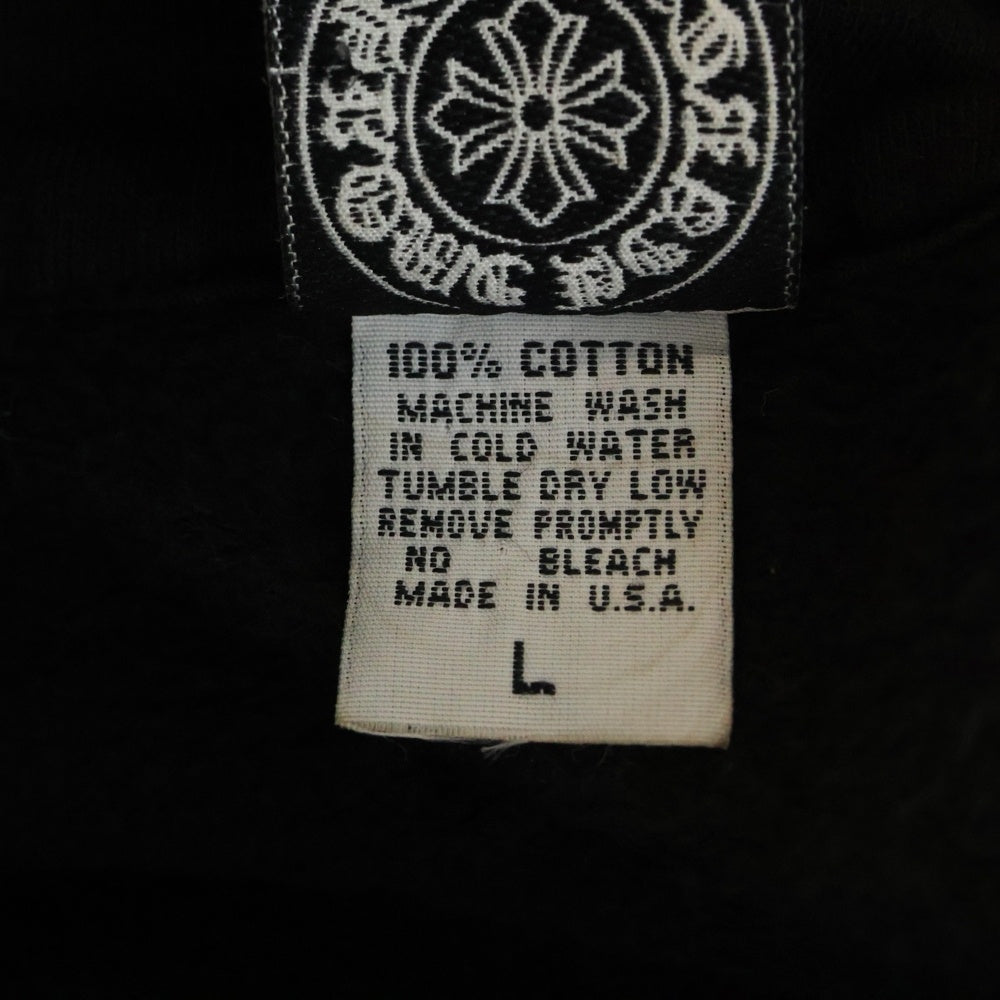 100% COTTON
MACHINE WASH
IN COLD WATER
TUMBLE DRY LOW
REMOVE PROMPTLY
NO BLEACH
MADE IN U.S.A.
L